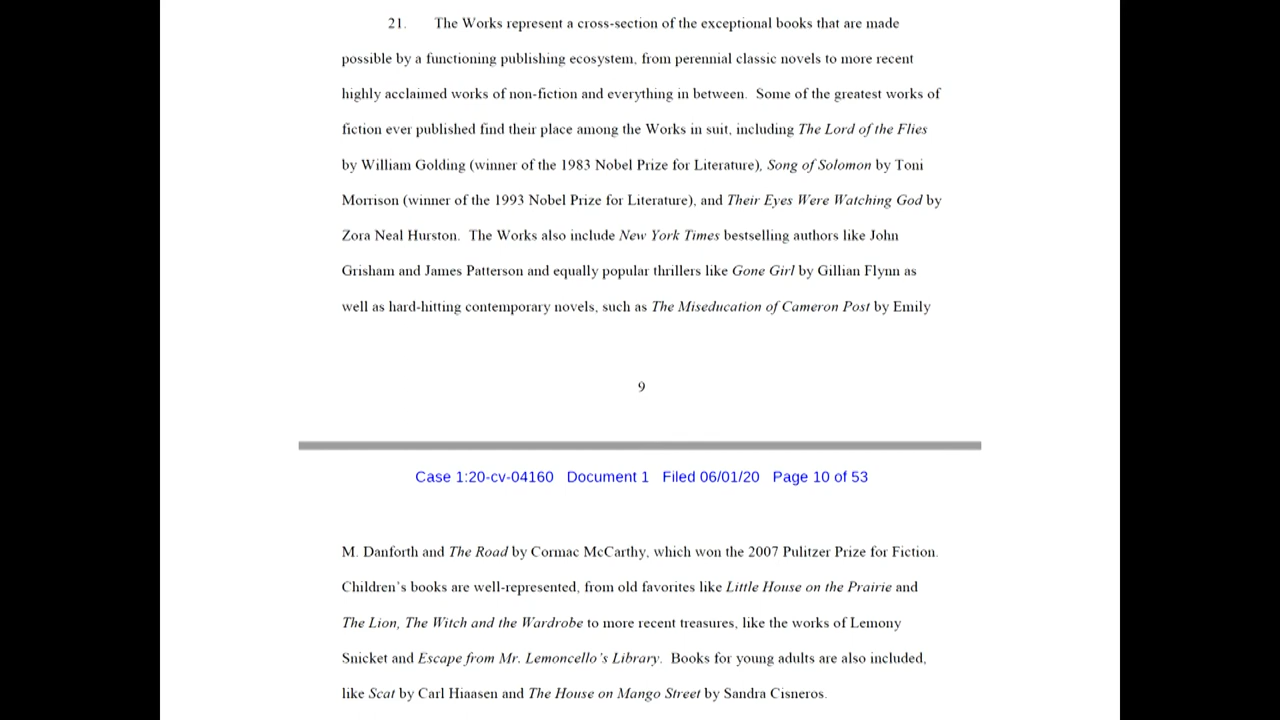 21. The Works represent a cross-section of the exceptional books that are made
possible by a functioning publishing ecosystem, from perennial classic novels to more recent
highly acclaimed works of non-fiction and everything in between. Some of the greatest works of
fiction ever published find their place among the Works in suit, including The Lord of the Flies
by William Golding (winner of the 1983 Nobel Prize for Literature), Song of Solomon by Toni
Morrison (winner of the 1993 Nobel Prize for Literature), and Their Eyes Were Watching God by
Zora Neal Hurston. The Works also include New York Times bestselling authors like John
Grisham and James Patterson and equally popular thrillers like Gone Girl by Gillian Flynn as
well as hard-hitting contemporary novels, such as The Miseducation of Cameron Post by Emily
9
Case 1:20-cv-04160 Document 1 Filed 06/01/20 Page 10 of 53
M. Danforth and The Road by Cormac McCarthy, which won the 2007 Pulitzer Prize for Fiction.
Children's books are well-represented, from old favorites like Little House on the Prairie and
The Lion, The Witch and the Wardrobe to more recent treasures, like the works of Lemony
Snicket and Escape from Mr. Lemoncello's Library. Books for young adults are also included,
like Scat by Carl Hiaasen and The House on Mango Street by Sandra Cisneros.